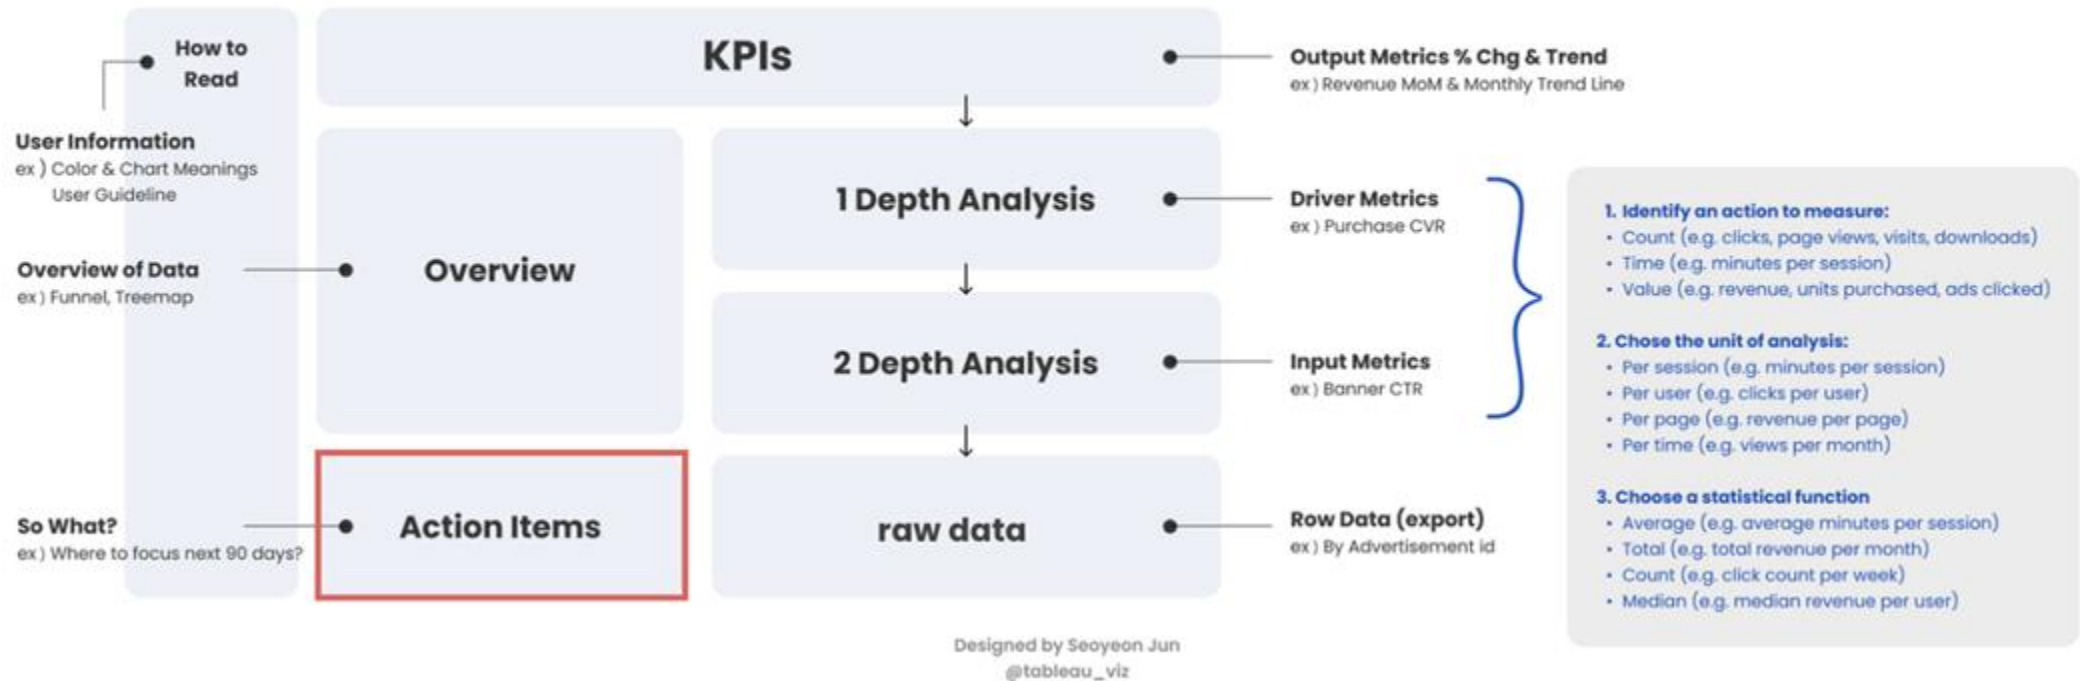 How to
Read
KPIs
Output Metrics % Chg & Trend
ex ) Revenue MoM & Monthly Trend Line
User Information
ex ) Color & Chart Meanings
User Guideline
Overview of Data
ex ) Funnel, Treemap
Overview
1 Depth Analysis
Driver Metrics
ex ) Purchase CVR
2 Depth Analysis
Input Metrics
ex ) Banner CTR
So What?
ex ) Where to focus next 90 days?
Action Items
raw data
Row Data (export)
ex ) By Advertisement id
1. Identify an action to measure:
• Count (e.g. clicks, page views, visits, downloads)
• Time (e.g. minutes per session)
• Value (e.g. revenue, units purchased, ads clicked)
2. Chose the unit of analysis:
• Per session (e.g. minutes per session)
• Per user (e.g. clicks per user)
• Per page (e.g. revenue per page)
• Per time (e.g. views per month)
3. Choose a statistical function
• Average (e.g. average minutes per session)
• Total (e.g. total revenue per month)
• Count (e.g. click count per week)
• Median (e.g. median revenue per user)
Designed by Seoyeon Jun
@tableau_viz